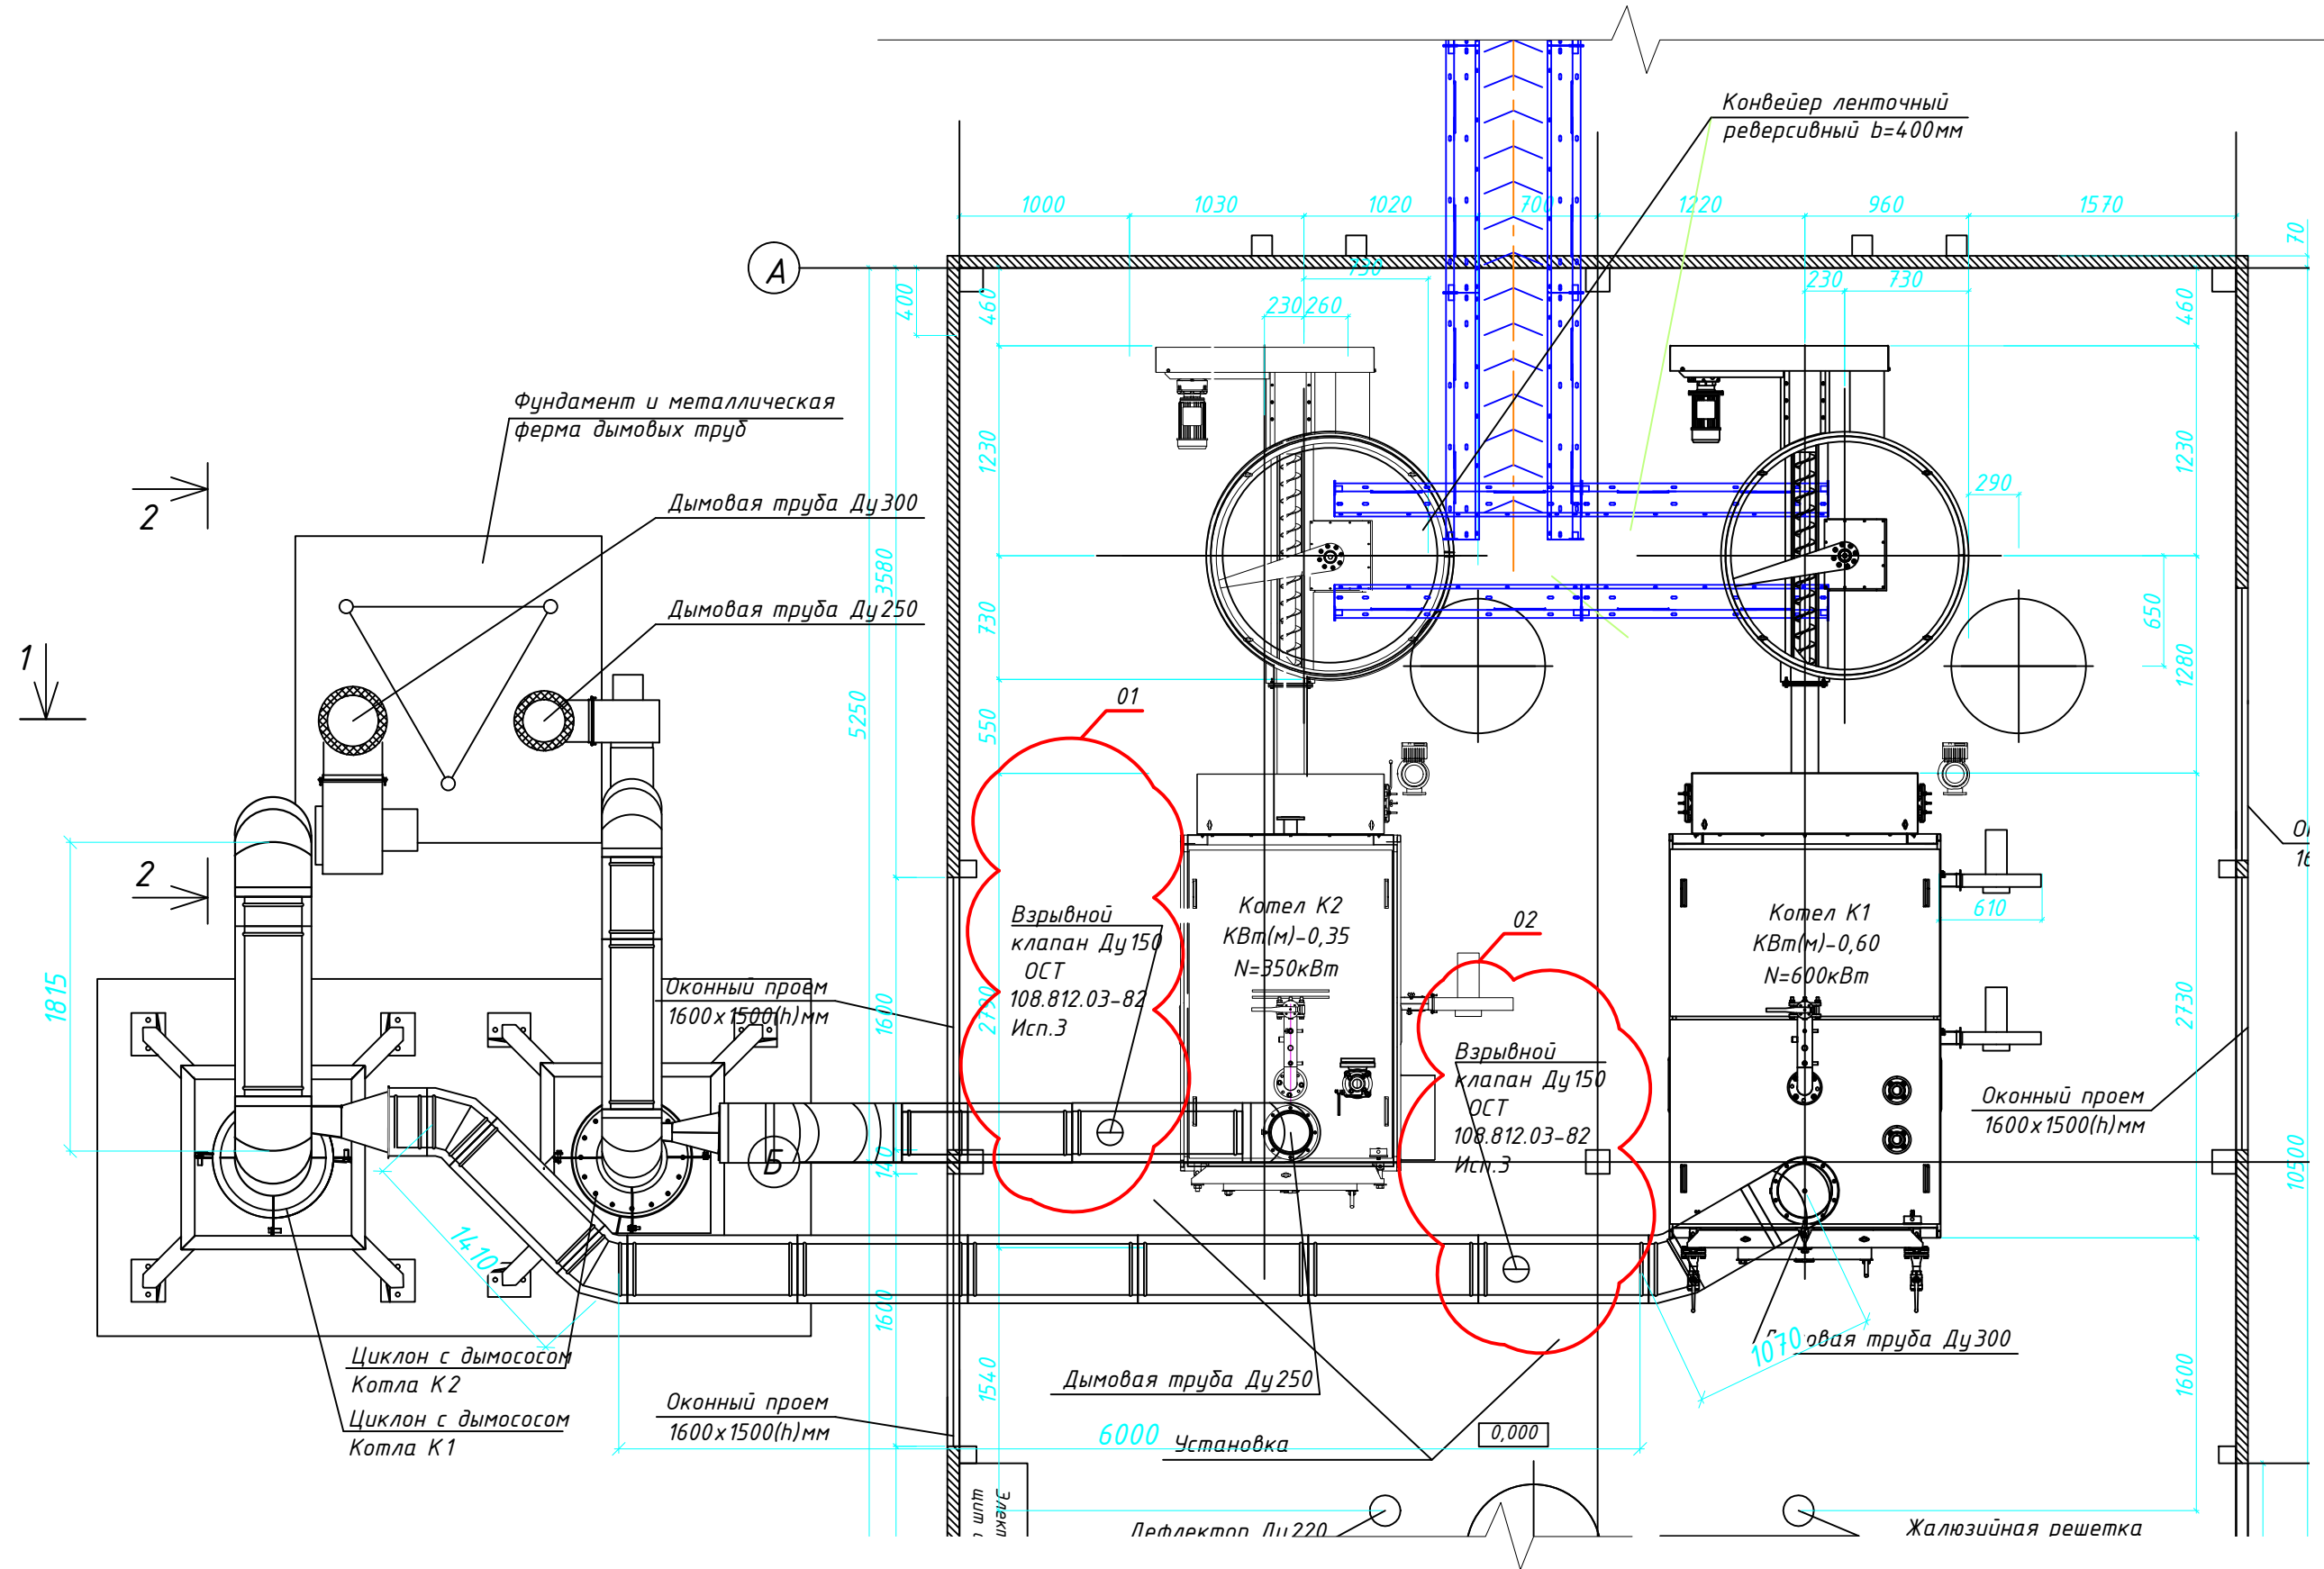 Конвейер ленточный
реверсивный b=400мм
1000
1030
1020
700
1220
960
1570
70
А
400
460
730
230
260
230
730
460
Фундамент и металлическая
ферма дымовых труб
1230
1230
2
Дымовая труба Ду300
290
3580
Дымовая труба Ду250
730
650
1
5250
550
01
1280
2
Взрывной
клапан Ду150
ОСТ
108.812.03-82
Исп.3
Котел К2
КВт(м)-0,35
N=350кВт
02
Котел К1
КВт(м)-0,60
N=600кВт
610
1815
Оконный проем
1600х1500(h)мм
1600
2730
2730
Взрывной
клапан Ду150
ОСТ
108.812.03-82
Исп.3
Оконный проем
1600х1500(h)мм
Б
140
10500
1410
1600
Циклон с дымососом
Котла К2
Циклон с дымососом
Котла К1
1540
Дымовая труба Ду250
1070
труба Ду300
1600
Оконный проем
1600х1500(h)мм
6000
Установка
0,000
щит
Дефлектор Ду220
Жалюзийная решетка